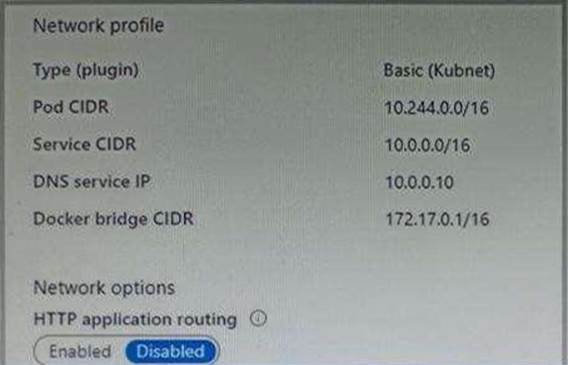 Network profile
Type (plugin) Basic (Kubnet)
Pod CIDR 10.244.0.0/16
Service CIDR 10.0.0.0/16
DNS service IP 10.0.0.10
Docker bridge CIDR 172.17.0.1/16
Network options
HTTP application routing
Enabled Disabled